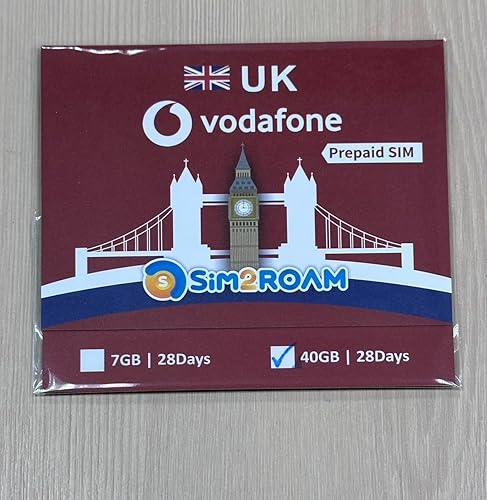 UK
vodafone
Prepaid SIM
S
SiM2ROAM
7GB | 28Days
40GB | 28Days